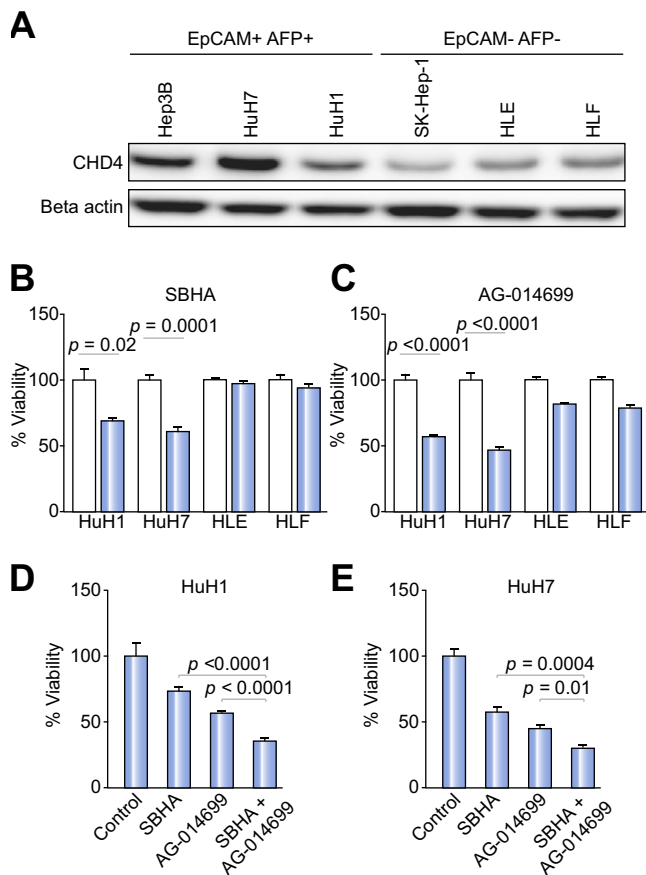 A
EpCAM+ AFP+ EpCAM- AFP-
Hep3B HuH7 HuH1 SK-Hep-1 HLE HLF
CHD4
Beta actin
B
SBHA
150
100
50
0
% Viability
p = 0.02
p = 0.0001
HuH1 HuH7 HLE HLF
C
AG-014699
150
100
50
0
% Viability
p <0.0001
p <0.0001
HuH1 HuH7 HLE HLF
D
HuH1
150
100
50
0
% Viability
p <0.0001
p < 0.0001
Control
SBHA
AG-014699
SBHA +
AG-014699
E
HuH7
150
100
50
0
% Viability
p = 0.0004
p = 0.01
Control
SBHA
AG-014699
SBHA +
AG-014699